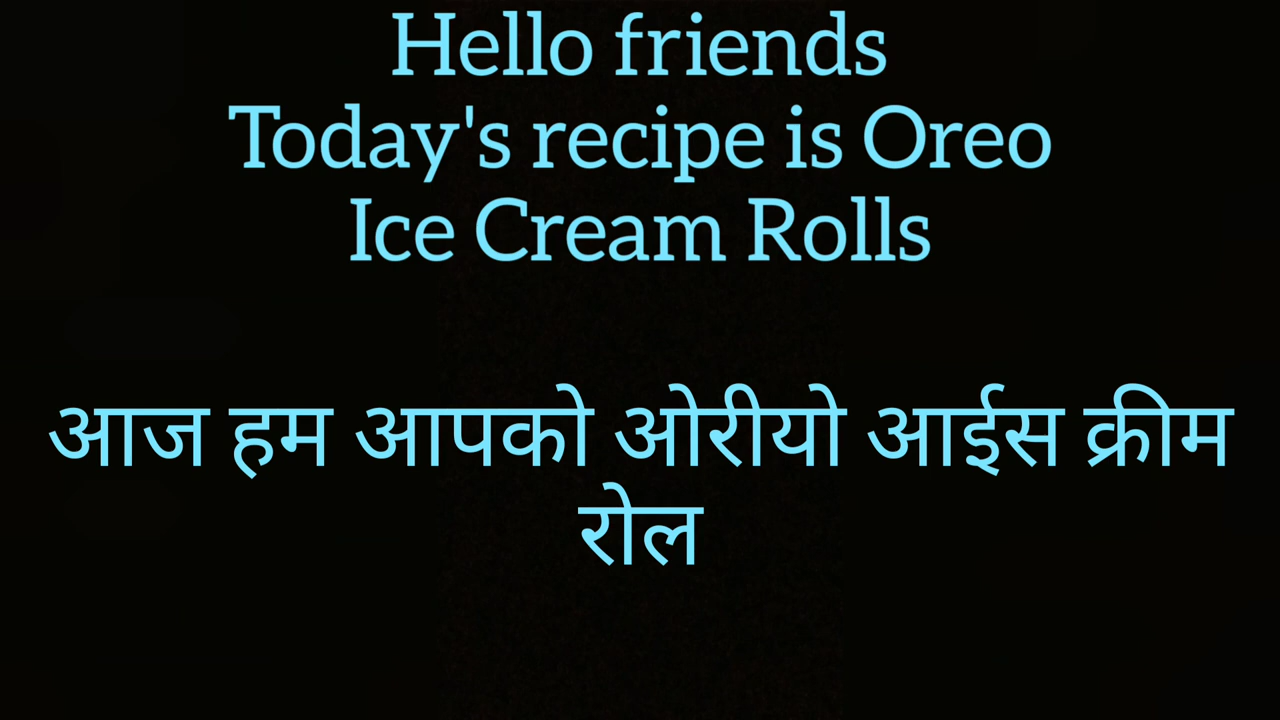 Hello friends
Today's recipe is Oreo
Ice Cream Rolls
आज हम आपको ओरीयो आईस क्रीम
रोल